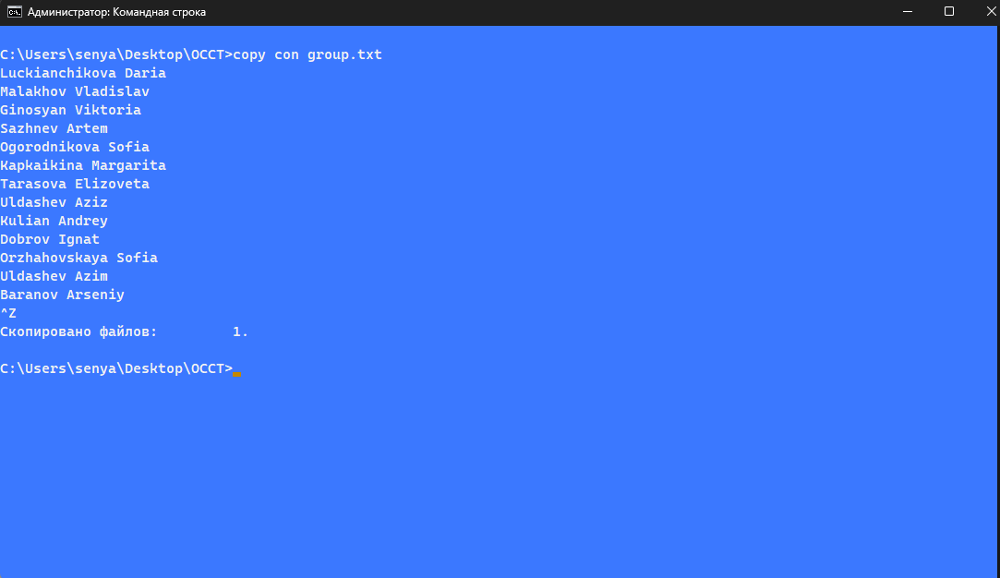 Администратор: Командная строка
C:\Users\senya\Desktop\OCCT>copy con group.txt
Luckianchikova Daria
Malakhov Vladislav
Ginosyan Viktoria
Sazhnev Artem
Ogorodnikova Sofia
Kapkaikina Margarita
Tarasova Elizoveta
Uldashev Aziz
Kulian Andrey
Dobrov Ignat
Orzhahovskaya Sofia
Uldashev Azim
Baranov Arseniy
^Z
Скопировано файлов:         1.
C:\Users\senya\Desktop\OCCT>